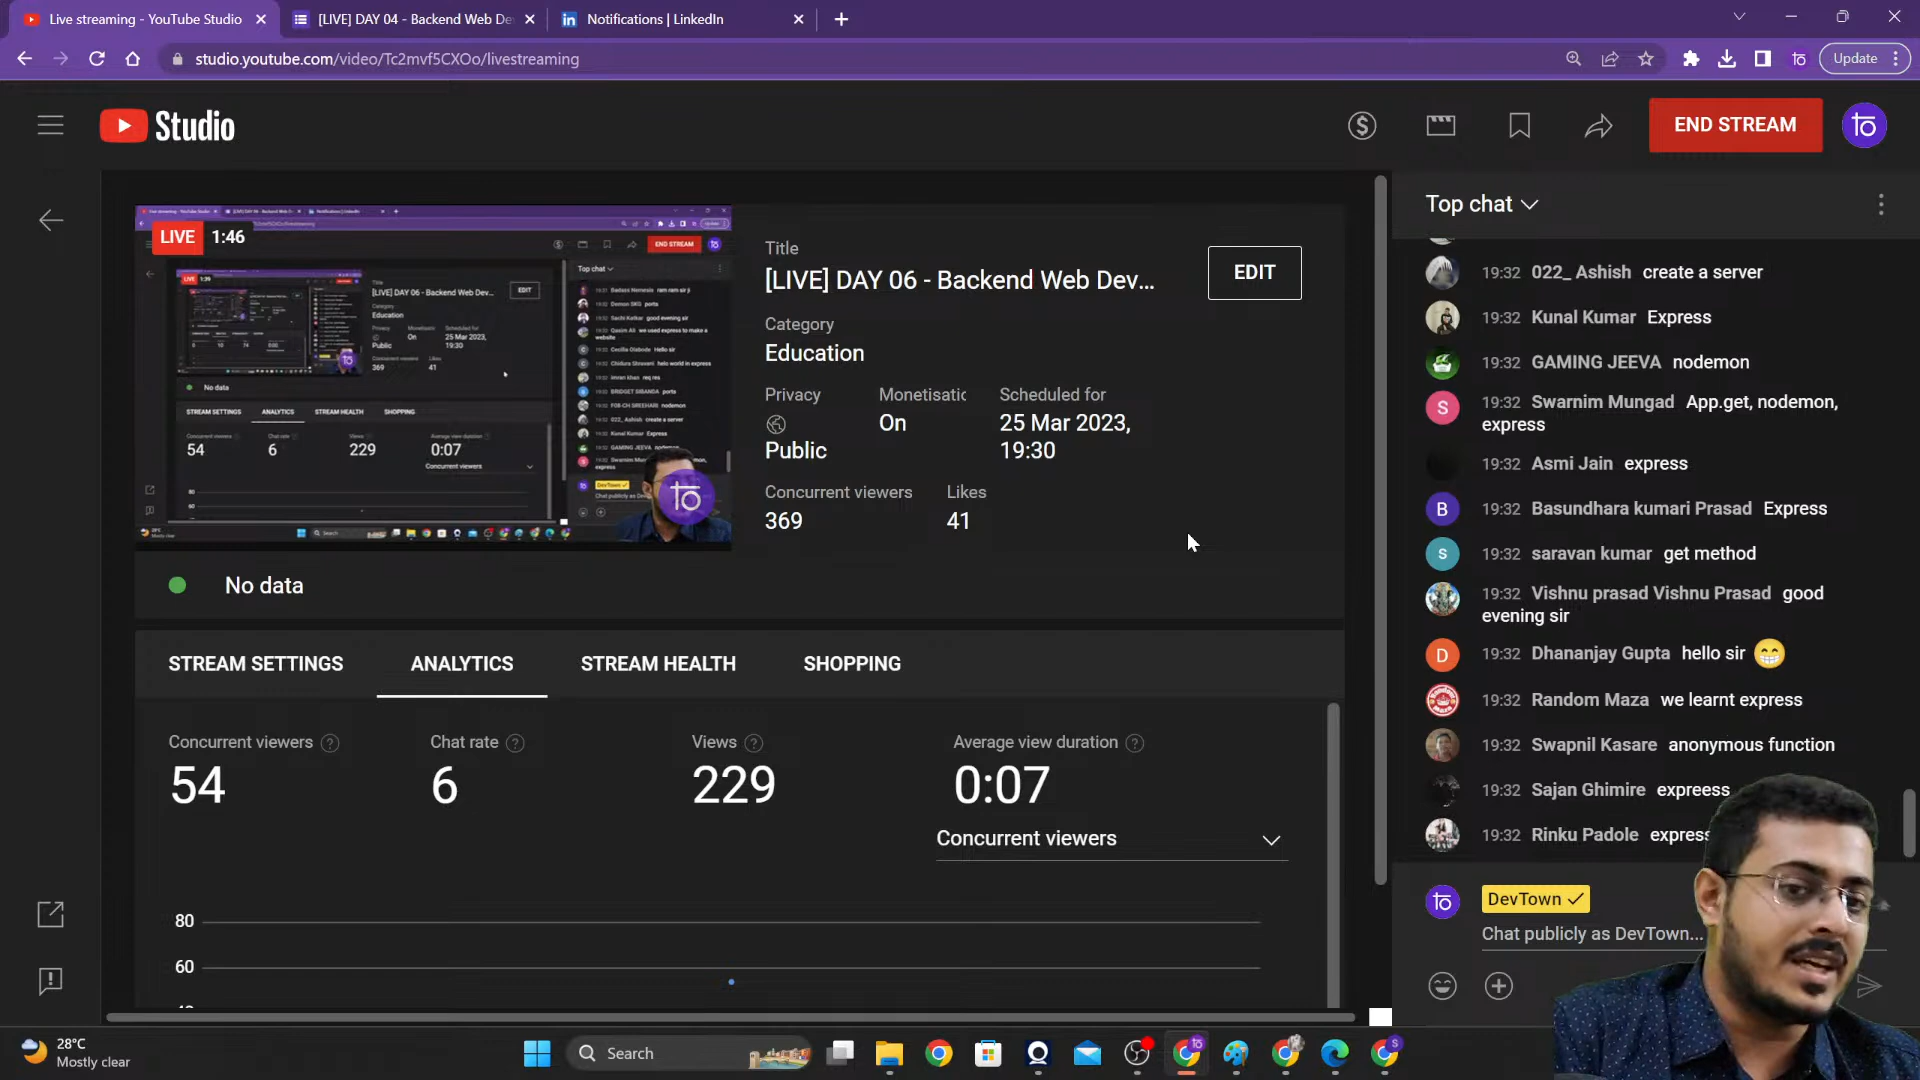 Live streaming - YouTube Studio
[LIVE] DAY 04 - Backend Web De
Notifications | LinkedIn
studio.youtube.com/video/Tc2mvf5CXOo/livestreaming
Update
Studio
END STREAM
Top chat
LIVE 1:46
Title
[LIVE] DAY 06 - Backend Web Dev...
EDIT
Category
Education
Privacy
Public
Monetisatic
On
Scheduled for
25 Mar 2023,
19:30
Concurrent viewers
369
Likes
41
No data
STREAM SETTINGS
ANALYTICS
STREAM HEALTH
SHOPPING
Concurrent viewers
54
Chat rate
6
Views
229
Average view duration
0:07
Concurrent viewers
80
60
19:32 022_ Ashish create a server
19:32 Kunal Kumar Express
19:32 GAMING JEEVA nodemon
19:32 Swarnim Mungad App.get, nodemon,
express
19:32 Asmi Jain express
19:32 Basundhara kumari Prasad Express
19:32 saravan kumar get method
19:32 Vishnu prasad Vishnu Prasad good
evening sir
19:32 Dhananjay Gupta hello sir
19:32 Random Maza we learnt express
19:32 Swapnil Kasare anonymous function
19:32 Sajan Ghimire expreess
19:32 Rinku Padole express
DevTown
Chat publicly as DevTown...
28°C
Mostly clear
Search